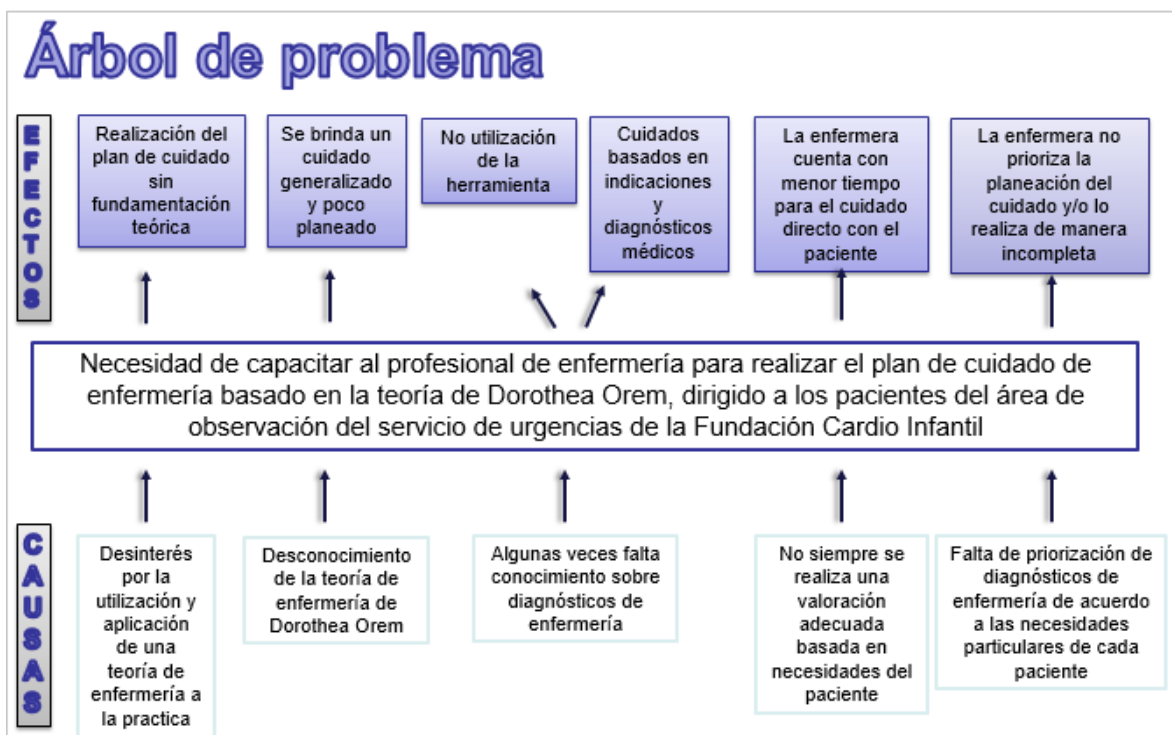 Árbol de problema
EFECTOS
Realización del
plan de cuidado
sin
fundamentación
teórica
Se brinda un
cuidado
generalizado
y poco
planeado
No utilización
de la
herramienta
Cuidados
basados en
indicaciones
y
diagnósticos
médicos
La enfermera
cuenta con
menor tiempo
para el cuidado
directo con el
paciente
La enfermera no
prioriza la
planeación del
cuidado y/o lo
realiza de manera
incompleta
Necesidad de capacitar al profesional de enfermería para realizar el plan de cuidado de
enfermería basado en la teoría de Dorothea Orem, dirigido a los pacientes del área de
observación del servicio de urgencias de la Fundación Cardio Infantil
CAUSAS
Desinterés
por la
utilización y
aplicación
de una
teoría de
enfermería a
la practica
Desconocimiento
de la teoría de
enfermería de
Dorothea Orem
Algunas veces falta
conocimiento sobre
diagnósticos de
enfermería
No siempre se
realiza una
valoración
adecuada
basada en
necesidades del
paciente
Falta de priorización de
diagnósticos de
enfermería de acuerdo
a las necesidades
particulares de cada
paciente